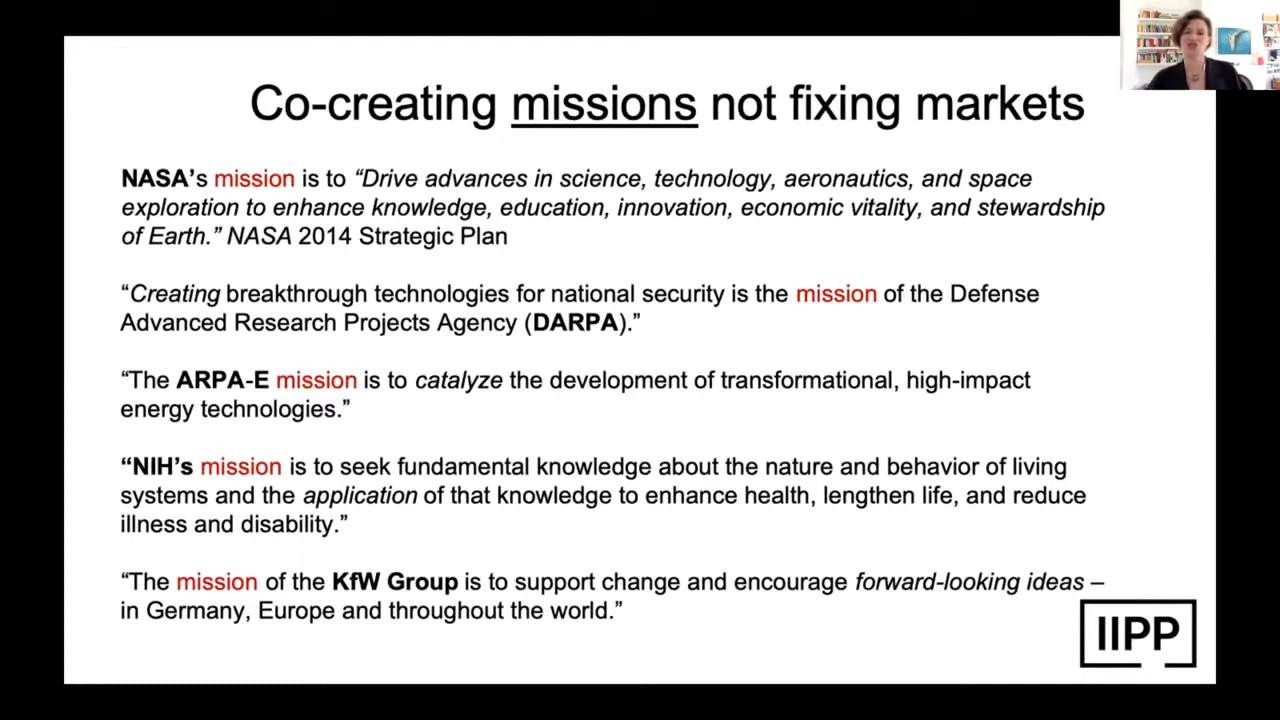 Co-creating missions not fixing markets
NASA's mission is to “Drive advances in science, technology, aeronautics, and space
exploration to enhance knowledge, education, innovation, economic vitality, and stewardship
of Earth.” NASA 2014 Strategic Plan
“Creating breakthrough technologies for national security is the mission of the Defense
Advanced Research Projects Agency (DARPA).”
“The ARPA-E mission is to catalyze the development of transformational, high-impact
energy technologies.”
“NIH's mission is to seek fundamental knowledge about the nature and behavior of living
systems and the application of that knowledge to enhance health, lengthen life, and reduce
illness and disability.”
“The mission of the KfW Group is to support change and encourage forward-looking ideas –
in Germany, Europe and throughout the world.”
IIPP